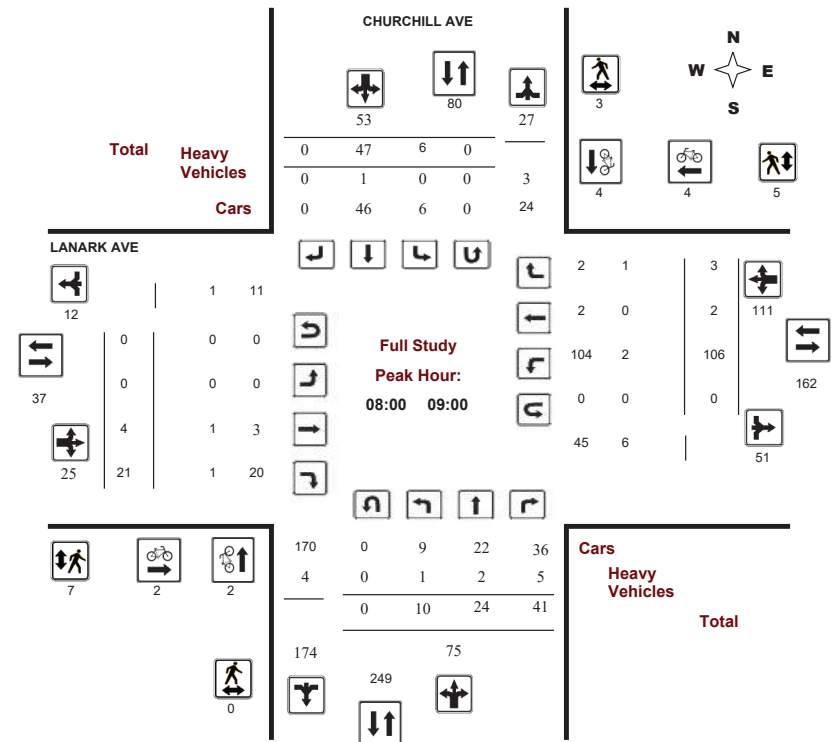 CHURCHILL AVE
N
W E
S
80
3
53 27
Total Heavy Vehicles
0 47 6 0
0 1 0 0 3
Cars 0 46 6 0 24
4 4 5
LANARK AVE
12
1 11
2 1 3
111
0 0 0
2 0 2
37
Full Study
Peak Hour:
08:00 09:00
0 0 0
104 2 106
162
0 0 0
4 1 3
45 6
51
25 21 1 20
170 0 9 22 36
Cars
4 0 1 2 5
Heavy
Vehicles
0 10 24 41
Total
7 2 2
174 75
249
0